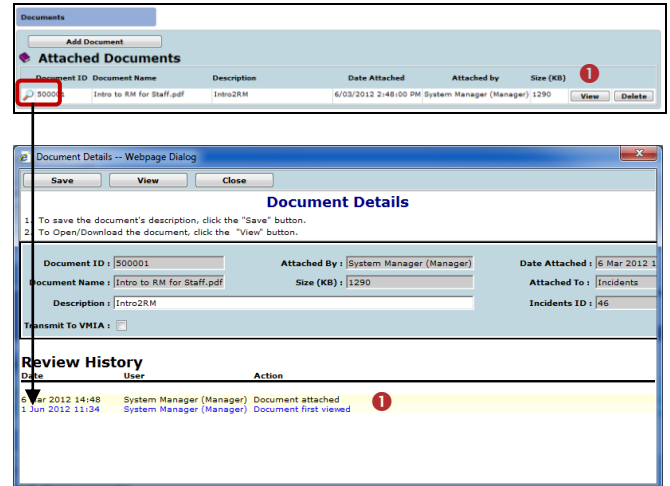 Documents
Add Document
Attached Documents
Document ID Document Name Description Date Attached Attached by Size (KB) 1
500001 Intro to RM for Staff.pdf Intro2RM 6/03/2012 2:48:00 PM System Manager (Manager) 1290 View Delete
Document Details -- Webpage Dialog
Save View Close
Document Details
1. To save the document's description, click the "Save" button.
2. To Open/Download the document, click the "View" button.
Document ID : 500001 Attached By : System Manager (Manager) Date Attached : 6 Mar 2012 1
Document Name : Intro to RM for Staff.pdf Size (KB) : 1290 Attached To : Incidents
Description : Intro2RM Incidents ID : 46
Transmit To VMIA :
Review History
Date User Action
6 Mar 2012 14:48 System Manager (Manager) Document attached 1
1 Jun 2012 11:34 System Manager (Manager) Document first viewed